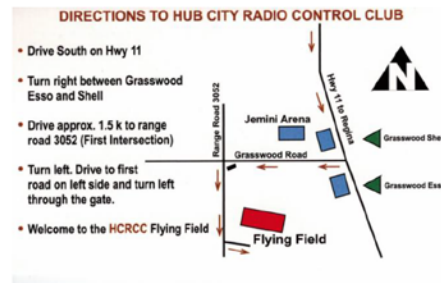 DIRECTIONS TO HUB CITY RADIO CONTROL CLUB
• Drive South on Hwy 11
• Turn right between
Grasswood
Esso and Shell
• Drive approx. 1.5 k to range
road 3052 (First Intersection)
• Turn left. Drive to first
road on left side and turn left
through the gate.
• Welcome to the HCRCC Flying Field
Range Road 3052
Jemini Arena
Hwy 11 to Regina
N
Grasswood Shell
Grasswood Road
Grasswood Esso
Flying Field